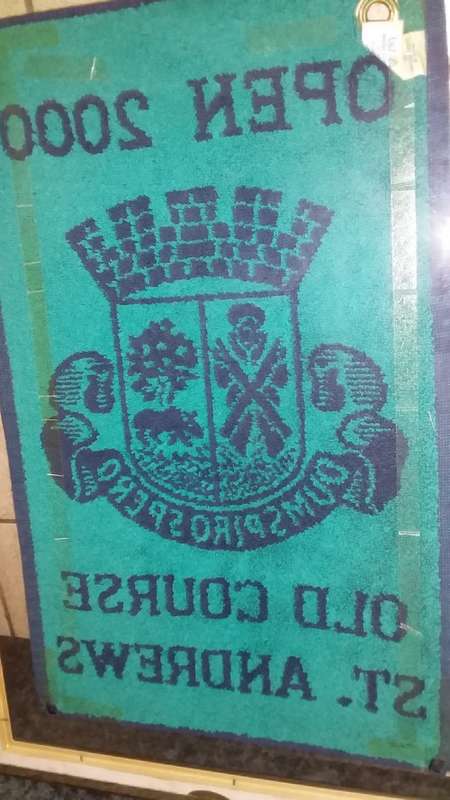 OPEN 2000
DUM SPIRO SPERO
OLD COURSE
ST. ANDREWS